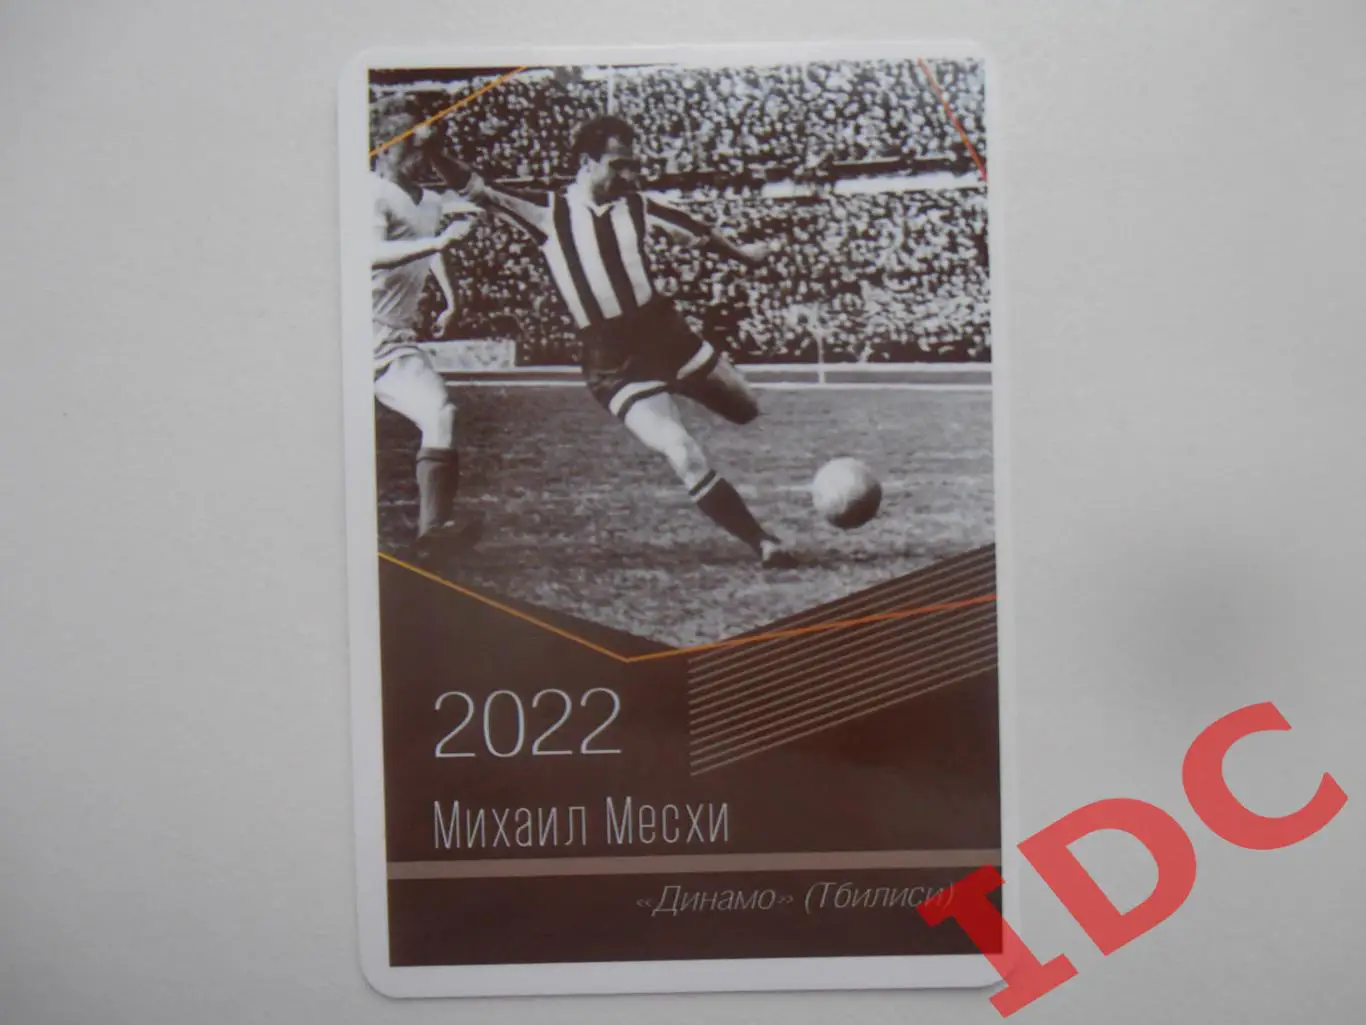 2022
Михаил Месхи
«Динамо» (Тбилиси)
IDC